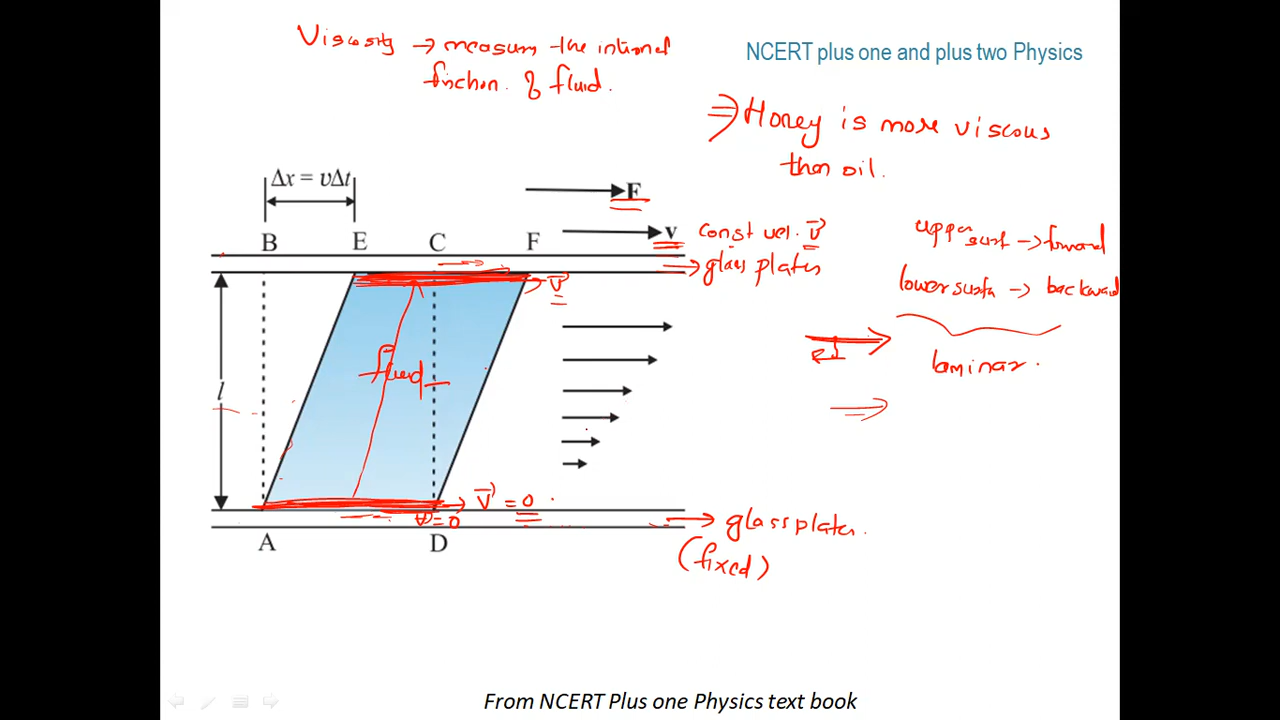 Viscosity → measures the internal
friction of fluid.
NCERT plus one and plus two Physics
⇒ Honey is more viscous
than oil.
Δx = vΔt
F
v
const vel. v⃗
B E C F
→ glass plates
v⃗
upper surf → forward
lower surfa → backward
laminar.
l
fluid
v⃗ = 0
v⃗ = 0
A D
→ glass plates.
(fixed)
From NCERT Plus one Physics text book